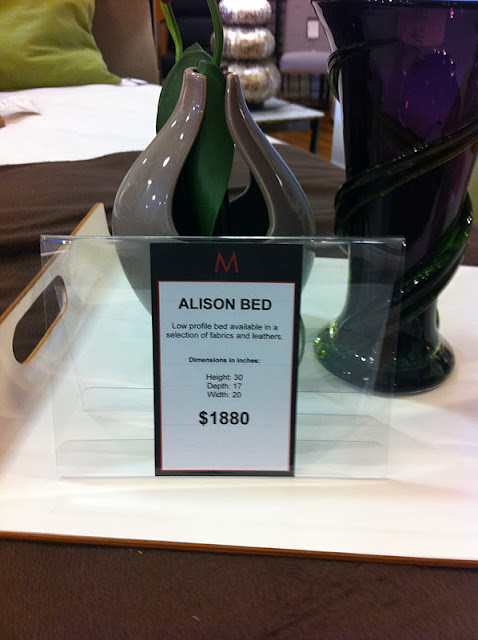 M
ALISON BED
Low profile bed available in a
selection of fabrics and leathers.
Dimensions in inches:
Height: 30
Depth: 17
Width: 20
$1880